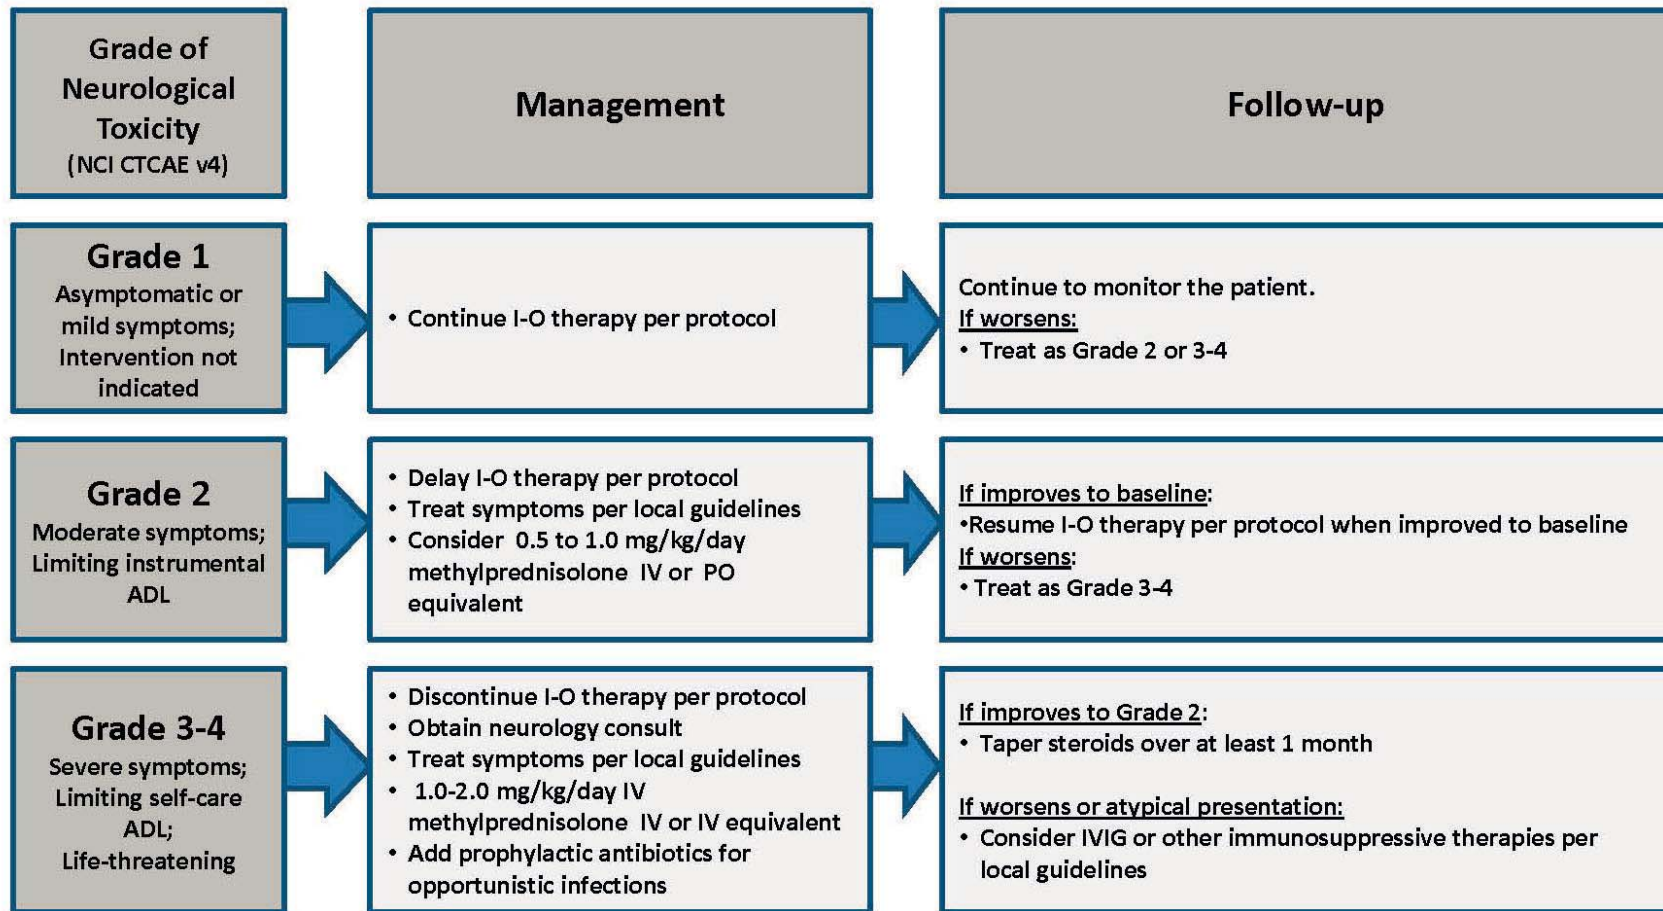 Grade of
Neurological
Toxicity
(NCI CTCAE v4)
Management
Follow-up
Grade 1
Asymptomatic or
mild symptoms;
Intervention not
indicated
• Continue I-O therapy per protocol
Continue to monitor the patient.
If worsens:
• Treat as Grade 2 or 3-4
Grade 2
Moderate symptoms;
Limiting instrumental
ADL
• Delay I-O therapy per protocol
• Treat symptoms per local guidelines
• Consider 0.5 to 1.0 mg/kg/day
methylprednisolone IV or PO
equivalent
If improves to baseline:
•Resume I-O therapy per protocol when improved to baseline
If worsens:
• Treat as Grade 3-4
Grade 3-4
Severe symptoms;
Limiting self-care
ADL;
Life-threatening
• Discontinue I-O therapy per protocol
• Obtain neurology consult
• Treat symptoms per local guidelines
• 1.0-2.0 mg/kg/day IV
methylprednisolone IV or IV equivalent
• Add prophylactic antibiotics for
opportunistic infections
If improves to Grade 2:
• Taper steroids over at least 1 month
If worsens or atypical presentation:
• Consider IVIG or other immunosuppressive therapies per
local guidelines